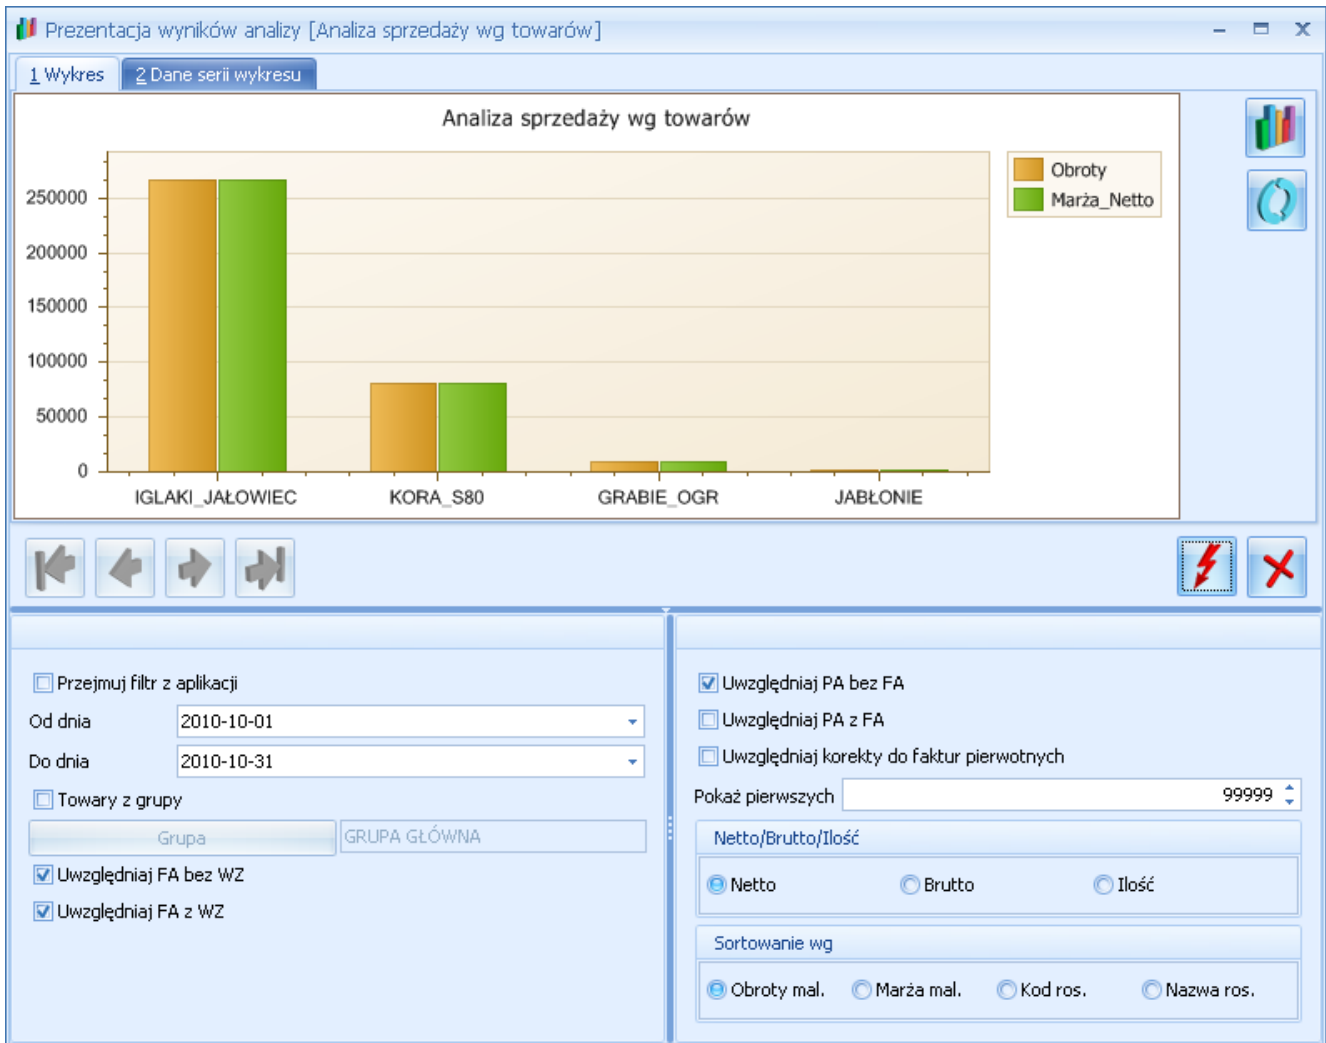 Prezentacja wyników analizy [Analiza sprzedaży wg towarów]
1 Wykres 2 Dane serii wykresu
Analiza sprzedaży wg towarów
Obroty
Marża_Netto
250000
200000
150000
100000
50000
0
IGLAKI_JAŁOWIEC KORA_S80 GRABIE_OGR JABŁONIE
Przejmuj filtr z aplikacji
Od dnia 2010-10-01
Do dnia 2010-10-31
Towary z grupy
Grupa GRUPA GŁÓWNA
Uwzględniaj FA bez WZ
Uwzględniaj FA z WZ
Uwzględniaj PA bez FA
Uwzględniaj PA z FA
Uwzględniaj korekty do faktur pierwotnych
Pokaż pierwszych 99999
Netto/Brutto/Ilość
Netto Brutto Ilość
Sortowanie wg
Obroty mal. Marża mal. Kod ros. Nazwa ros.